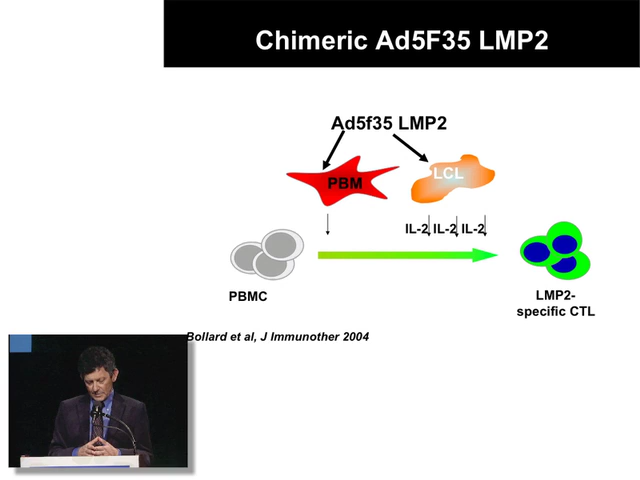 Chimeric Ad5F35 LMP2
Ad5f35 LMP2
PBM
LCL
IL-2 IL-2 IL-2
PBMC
LMP2-
specific CTL
Bollard et al, J Immunother 2004